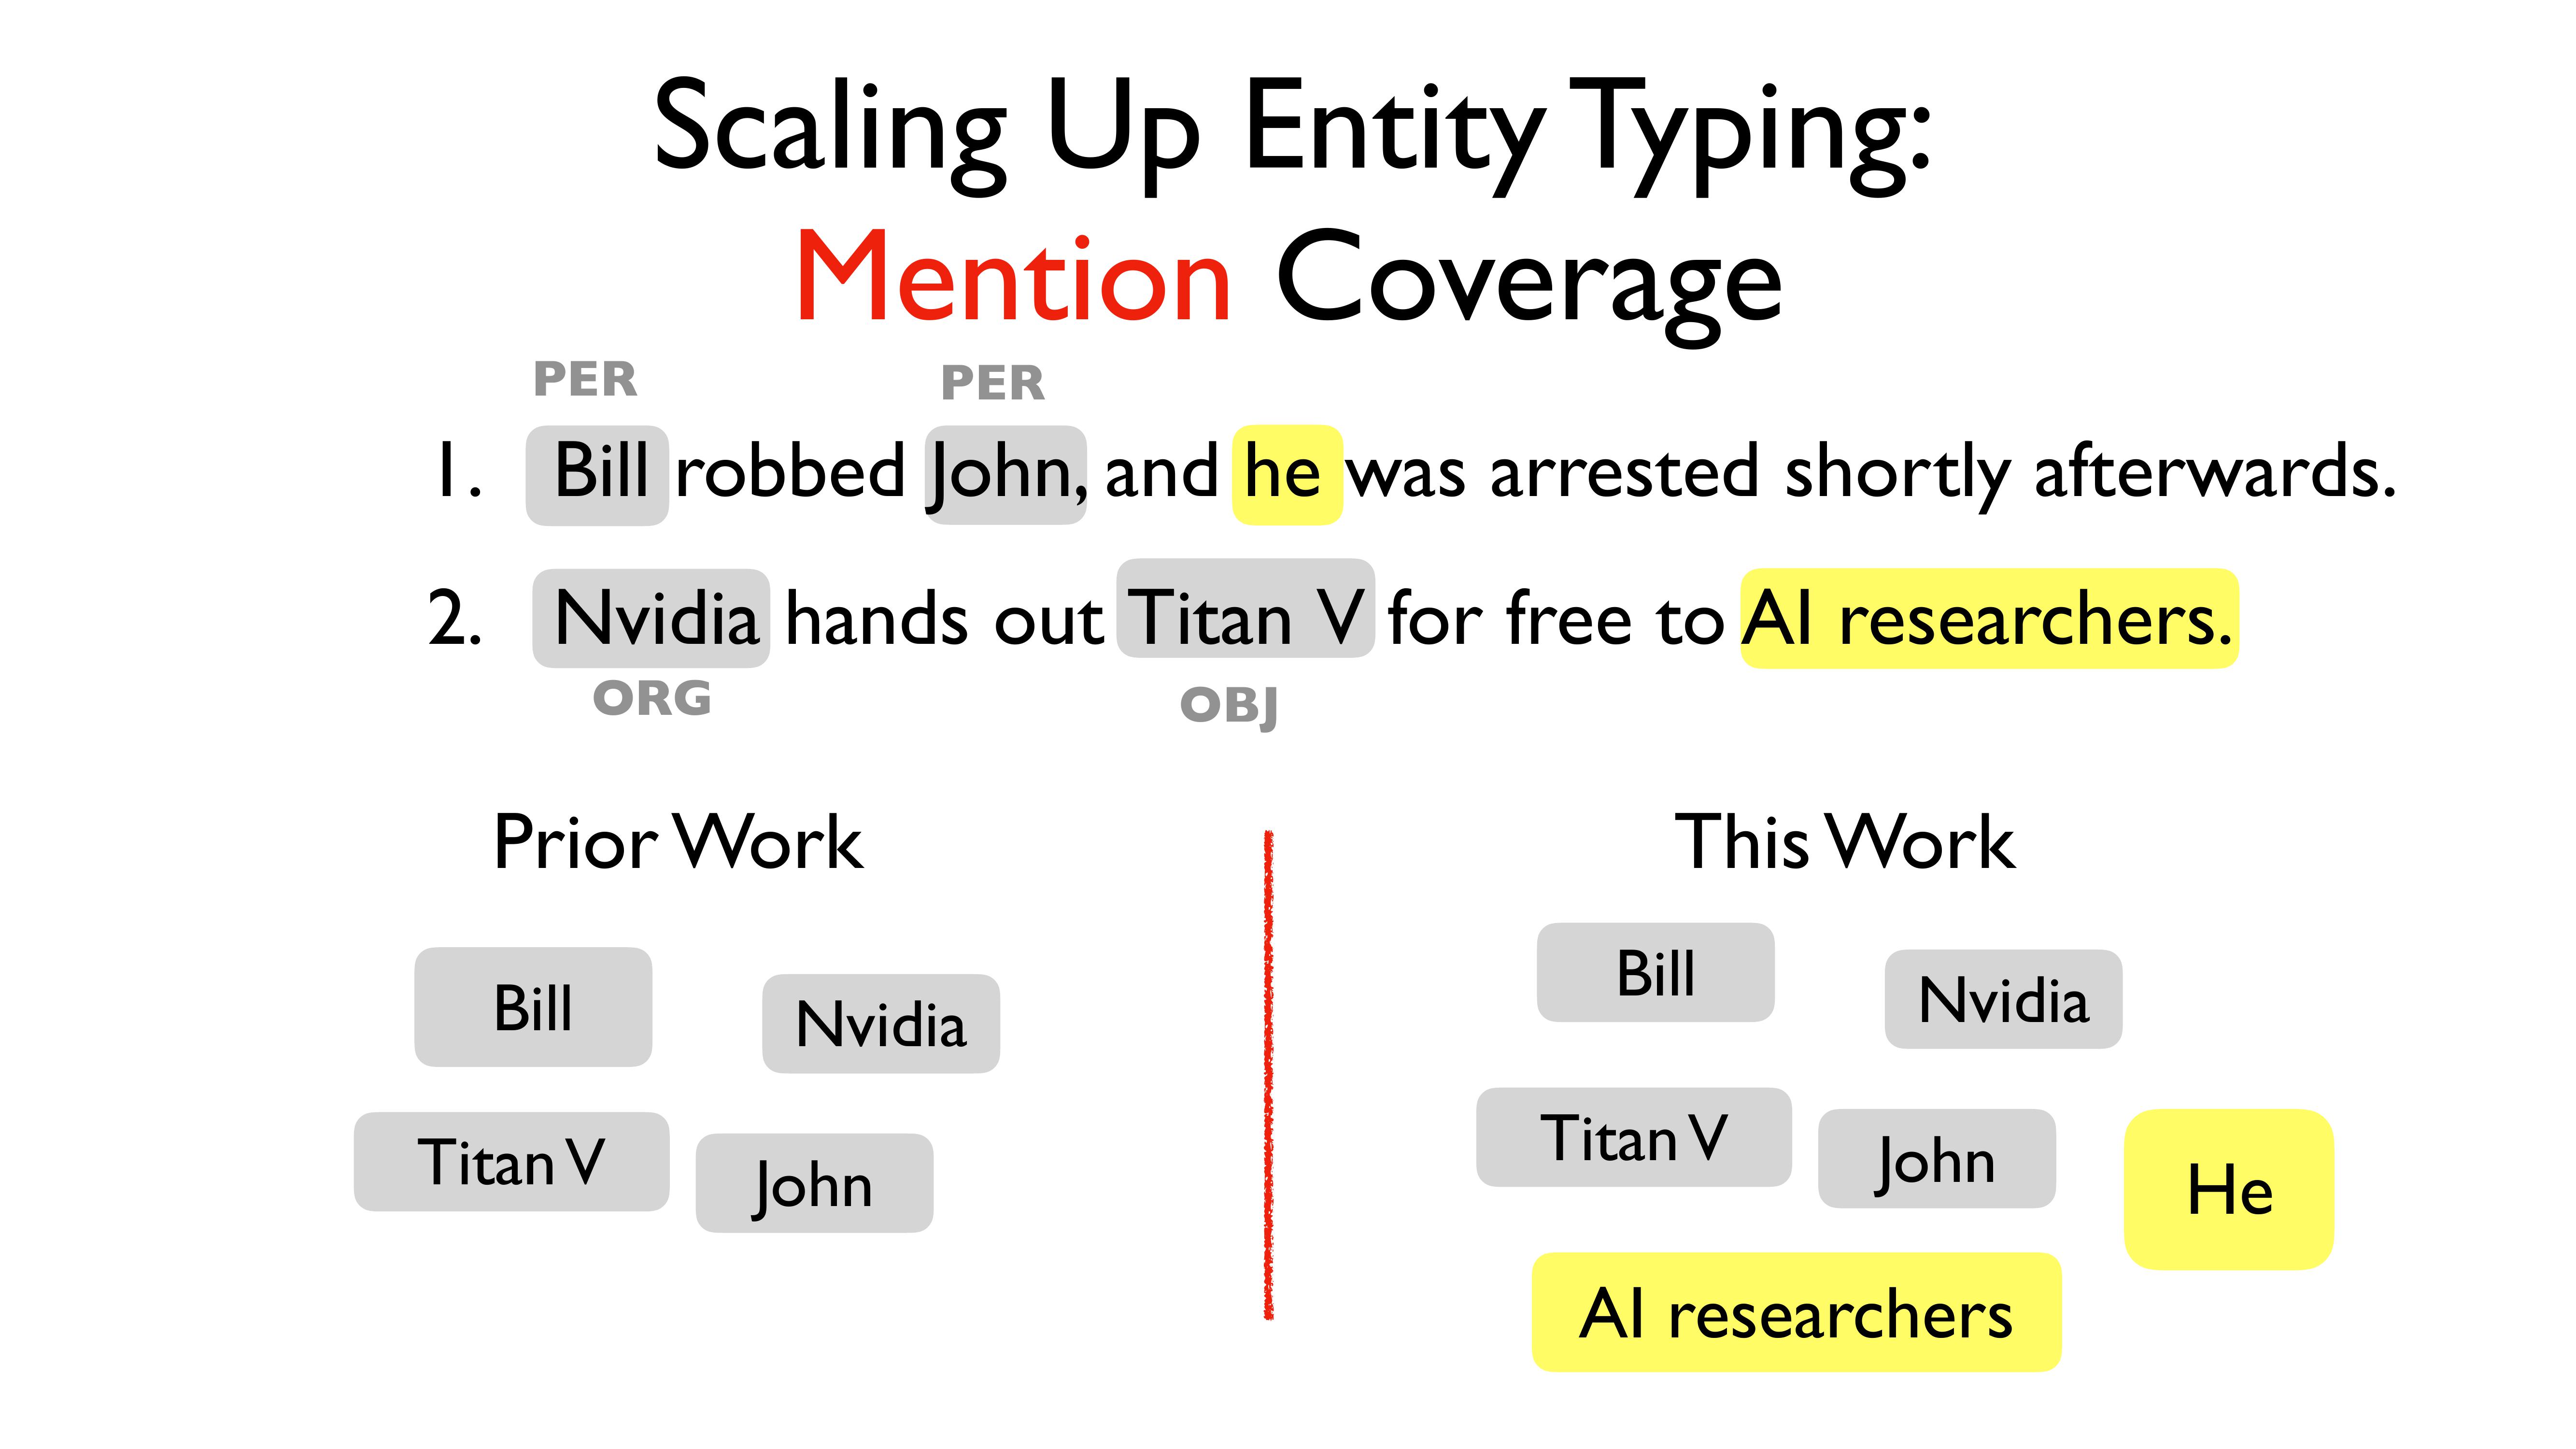 Scaling Up Entity Typing:
Mention Coverage
PER PER
1. Bill robbed John, and he was arrested shortly afterwards.
2. Nvidia hands out Titan V for free to AI researchers.
ORG OBJ
Prior Work
Bill
Nvidia
Titan V
John
This Work
Bill
Nvidia
Titan V
John
He
AI researchers